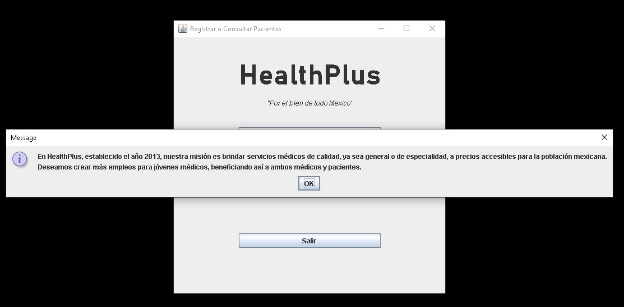 Registrar o Consultar Pacientes
HealthPlus
"Por el bien de todo Mexico"
Message
En HealthPlus, establecido el año 2013, nuestra misión es brindar servicios médicos de calidad, ya sea general o de especialidad, a precios accesibles para la población mexicana.
Deseamos crear más empleos para jóvenes médicos, beneficiando así a ambos médicos y pacientes.
OK
Salir